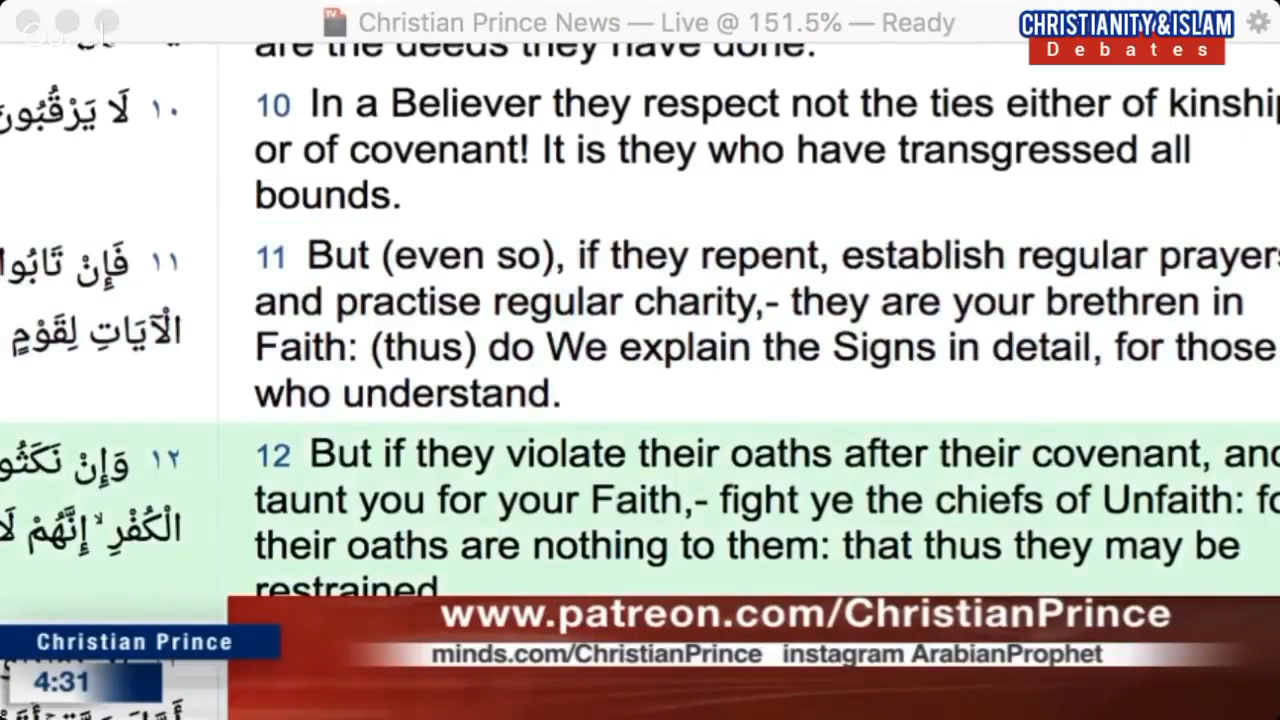 Christian Prince News — Live @ 151.5% — Ready
CHRISTIANITY&ISLAM
Debates
are the deeds they have done.
١٠ لَا يَرْقُبُونَ
10 In a Believer they respect not the ties either of kinship
or of covenant! It is they who have transgressed all
bounds.
١١ فَإِنْ تَابُوا
الْآيَاتِ لِقَوْمٍ
11 But (even so), if they repent, establish regular prayers
and practise regular charity,- they are your brethren in
Faith: (thus) do We explain the Signs in detail, for those
who understand.
١٢ وَإِنْ نَكَثُو
الْكُفْرِ ۙ إِنَّهُمْ لَا
12 But if they violate their oaths after their covenant, and
taunt you for your Faith,- fight ye the chiefs of Unfaith: fo
their oaths are nothing to them: that thus they may be
restrained
www.patreon.com/ChristianPrince
Christian Prince
minds.com/ChristianPrince instagram ArabianProphet
4:31